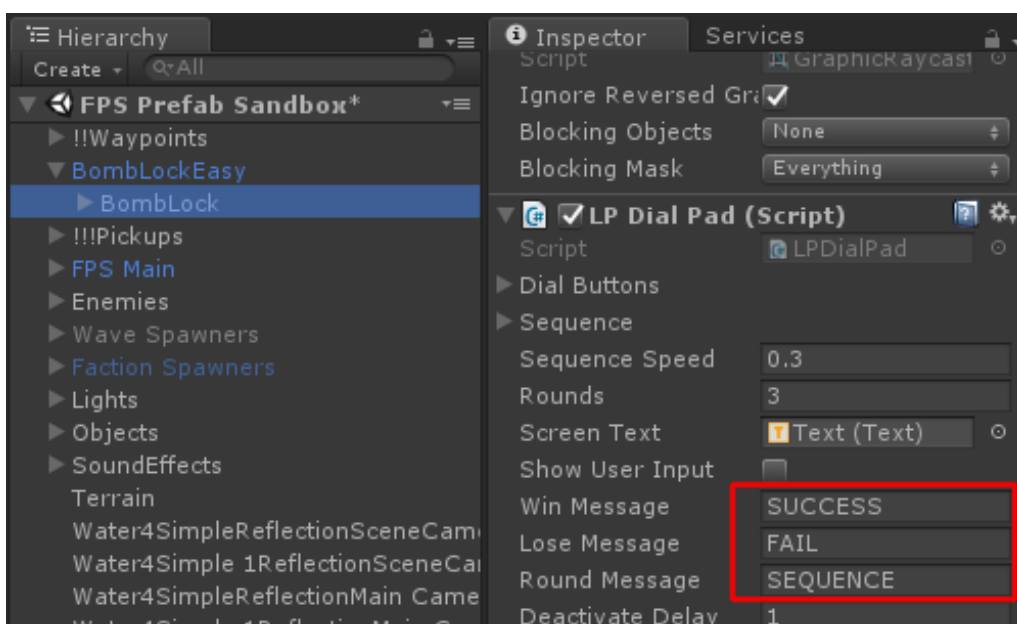 Hierarchy
Create
All
FPS Prefab Sandbox*
!!Waypoints
BombLockEasy
BombLock
!!!Pickups
FPS Main
Enemies
Wave Spawners
Faction Spawners
Lights
Objects
SoundEffects
Terrain
Water4SimpleReflectionSceneCam
Water4Simple 1ReflectionSceneCa
Water4SimpleReflectionMain Came
Inspector Services
Script GraphicRaycast
Ignore Reversed Gra
Blocking Objects None
Blocking Mask Everything
LP Dial Pad (Script)
Script LPDialPad
Dial Buttons
Sequence
Sequence Speed 0.3
Rounds 3
Screen Text Text (Text)
Show User Input
Win Message SUCCESS
Lose Message FAIL
Round Message SEQUENCE
Deactivate Delay 1